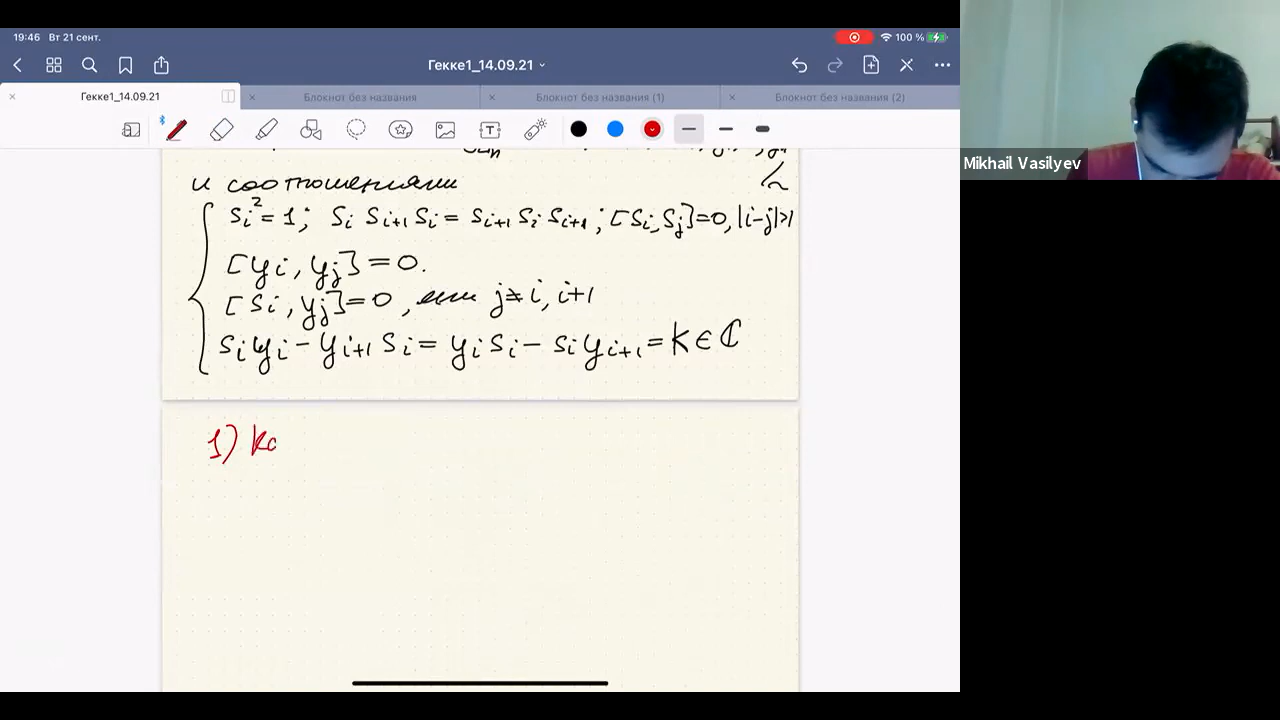 19:46 Вт 21 сент.
100 %
Гекке1_14.09.21
Гекке1_14.09.21
Блокнот без названия
Блокнот без названия (1)
Блокнот без названия (2)
Mikhail Vasilyev
и соотношениями
s_i^2 = 1; s_i s_{i+1} s_i = s_{i+1} s_i s_{i+1}; [s_i, s_j] = 0, |i-j|>1
[y_i, y_j] = 0.
[s_i, y_j] = 0, если j ≠ i, i+1
s_i y_i - y_{i+1} s_i = y_i s_i - s_i y_{i+1} = K ∈ ℂ
1) Ко